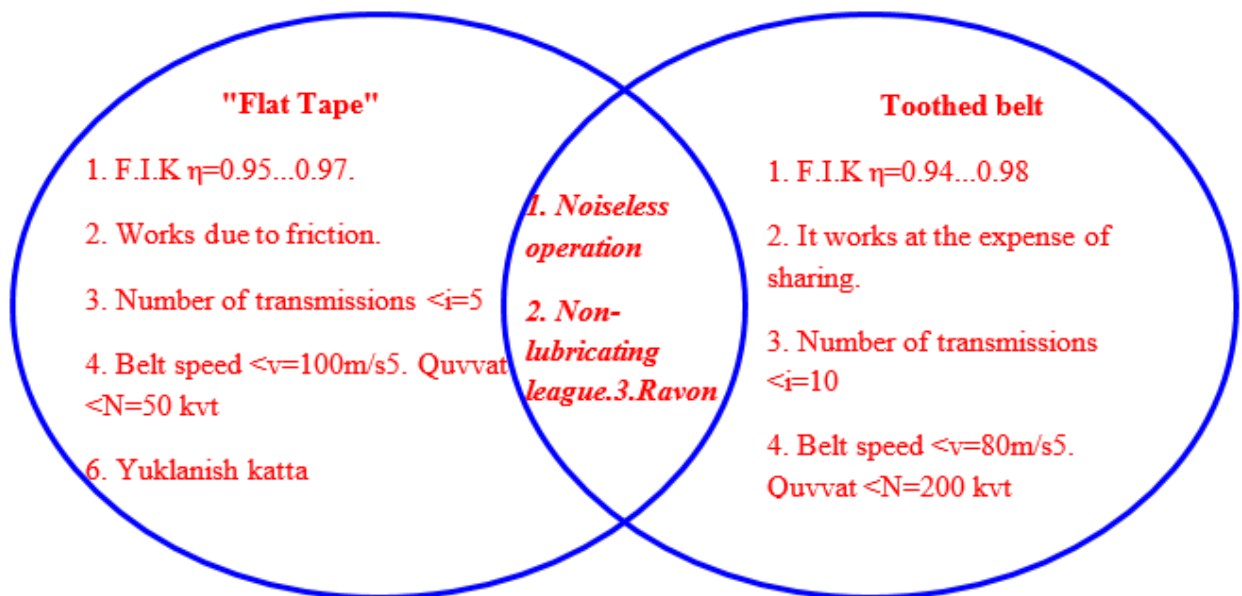 "Flat Tape"
1. F.I.K η=0.95...0.97.
2. Works due to friction.
3. Number of transmissions <i=5
4. Belt speed <v=100m/s5. Quvvat
<N=50 kvt
6. Yuklanish katta
1. Noiseless
operation
2. Non-
lubricating
league.3.Ravon
Toothed belt
1. F.I.K η=0.94...0.98
2. It works at the expense of
sharing.
3. Number of transmissions
<i=10
4. Belt speed <v=80m/s5.
Quvvat <N=200 kvt